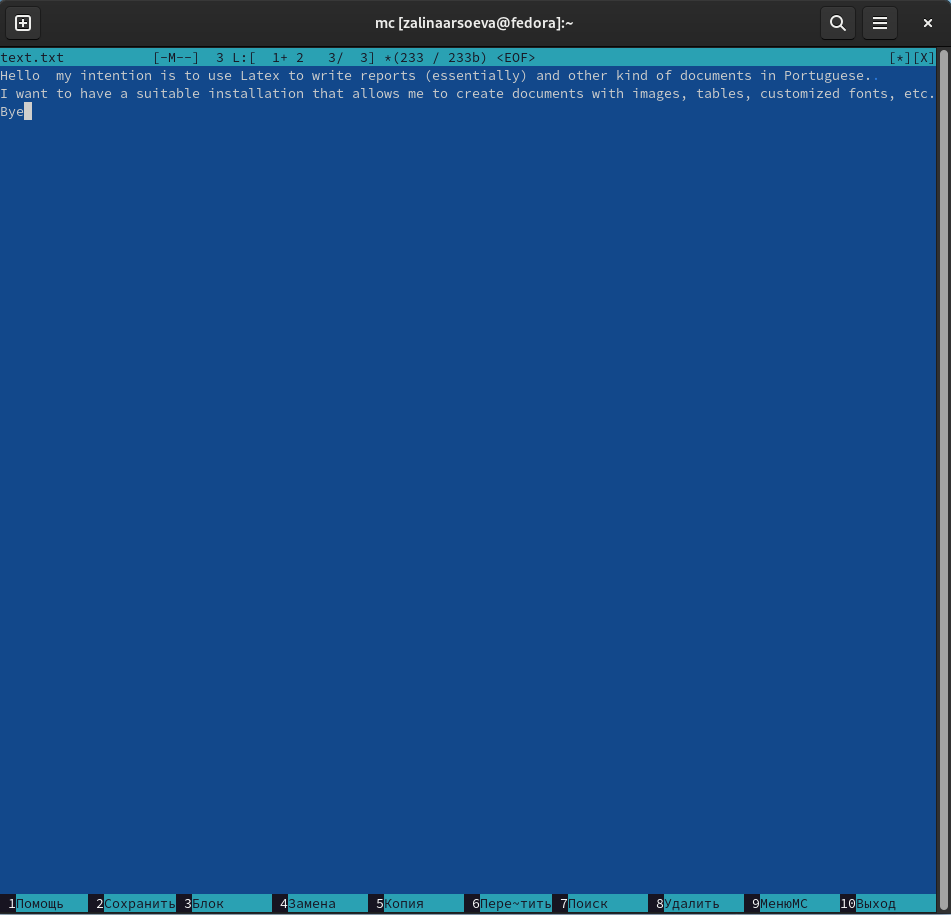 mc [zalinaarsoeva@fedora]:~
text.txt [-M--] 3 L:[ 1+ 2 3/ 3] *(233 / 233b) <EOF> [*][X]
Hello my intention is to use Latex to write reports (essentially) and other kind of documents in Portuguese..
I want to have a suitable installation that allows me to create documents with images, tables, customized fonts, etc.
Bye
1Помощь 2Сохранить 3Блок 4Замена 5Копия 6Пере~тить 7Поиск 8Удалить 9МенюMC 10Выход